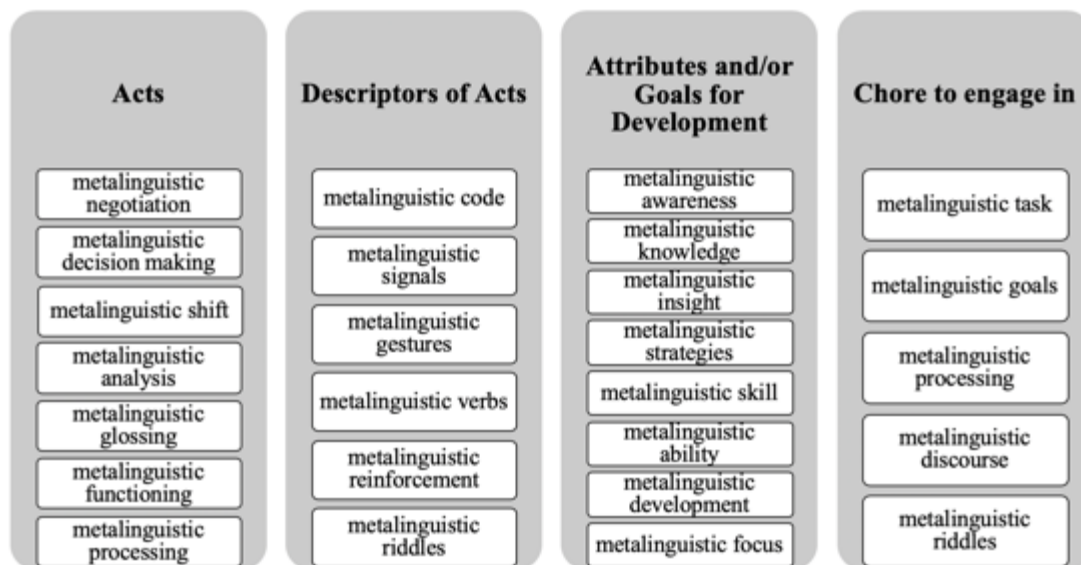 Acts
metalinguistic
negotiation
metalinguistic
decision making
metalinguistic shift
metalinguistic
analysis
metalinguistic
glossing
metalinguistic
functioning
metalinguistic
processing
Descriptors of Acts
metalinguistic code
metalinguistic
signals
metalinguistic
gestures
metalinguistic verbs
metalinguistic
reinforcement
metalinguistic
riddles
Attributes and/or
Goals for
Development
metalinguistic
awareness
metalinguistic
knowledge
metalinguistic
insight
metalinguistic
strategies
metalinguistic skill
metalinguistic
ability
metalinguistic
development
metalinguistic focus
Chore to engage in
metalinguistic task
metalinguistic goals
metalinguistic
processing
metalinguistic
discourse
metalinguistic
riddles